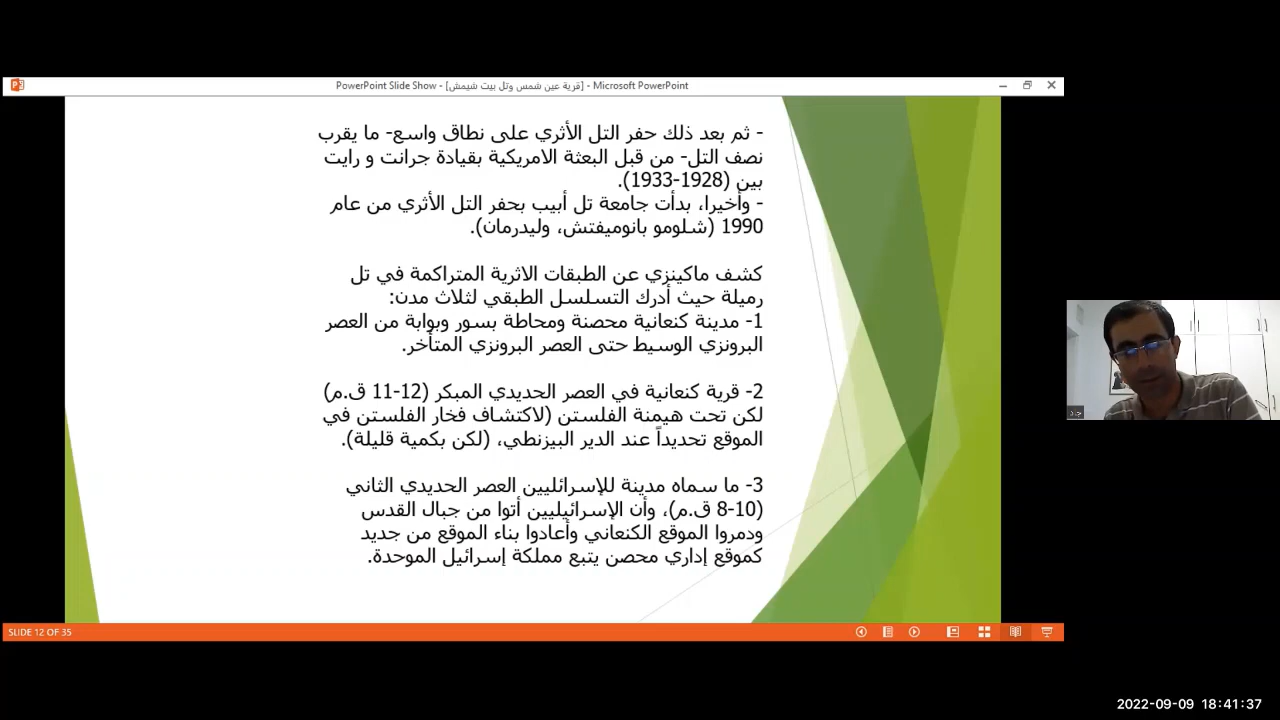 PowerPoint Slide Show - [قرية عين شمس وتل بيت شيمش] - Microsoft PowerPoint
- ثم بعد ذلك حفر التل الأثري على نطاق واسع- ما يقرب
نصف التل- من قبل البعثة الامريكية بقيادة جرانت و رايت
بين (1928-1933).
- وأخيرا، بدأت جامعة تل أبيب بحفر التل الأثري من عام
1990 (شلومو بانوميفتش، وليدرمان).
كشف ماكينزي عن الطبقات الاثرية المتراكمة في تل
رميلة حيث أدرك التسلسل الطبقي لثلاث مدن:
1- مدينة كنعانية محصنة ومحاطة بسور وبوابة من العصر
البرونزي الوسيط حتى العصر البرونزي المتأخر.
2- قرية كنعانية في العصر الحديدي المبكر (12-11 ق.م)
لكن تحت هيمنة الفلستن (لاكتشاف فخار الفلستن في
الموقع تحديداً عند الدير البيزنطي، (لكن بكمية قليلة).
3- ما سماه مدينة للإسرائليين العصر الحديدي الثاني
(10-8 ق.م)، وأن الإسرائيليين أتوا من جبال القدس
ودمروا الموقع الكنعاني وأعادوا بناء الموقع من جديد
كموقع إداري محصن يتبع مملكة إسرائيل الموحدة.
جاد
SLIDE 12 OF 35
2022-09-09 18:41:37